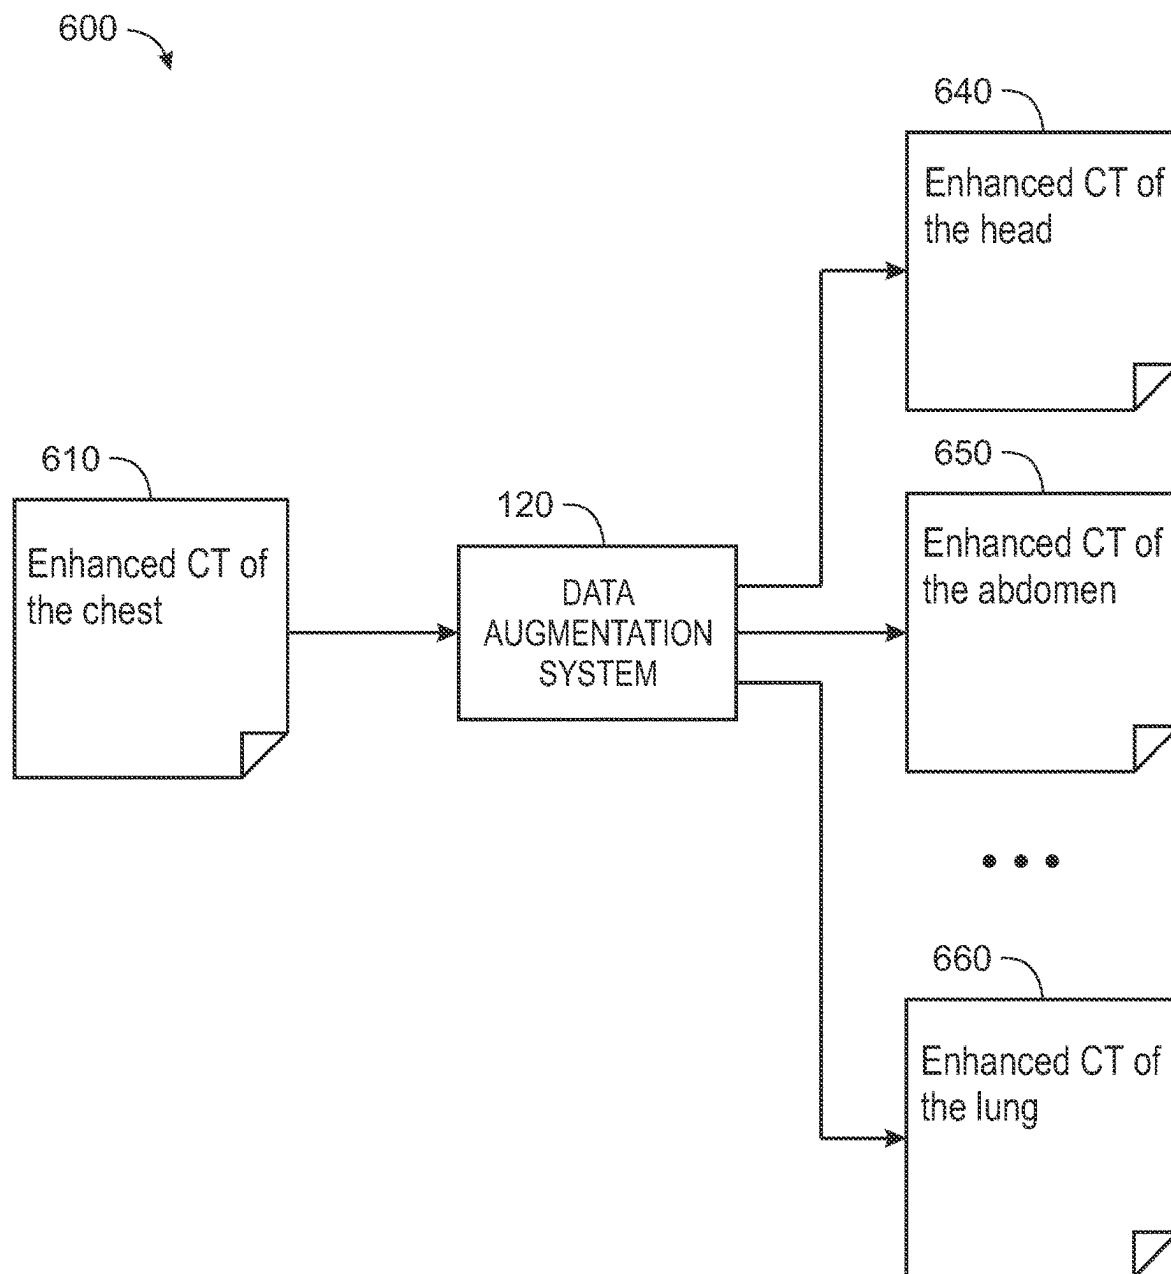 600
640
Enhanced CT of
the head
610
Enhanced CT of
the chest
120
DATA
AUGMENTATION
SYSTEM
650
Enhanced CT of
the abdomen
• • •
660
Enhanced CT of
the lung